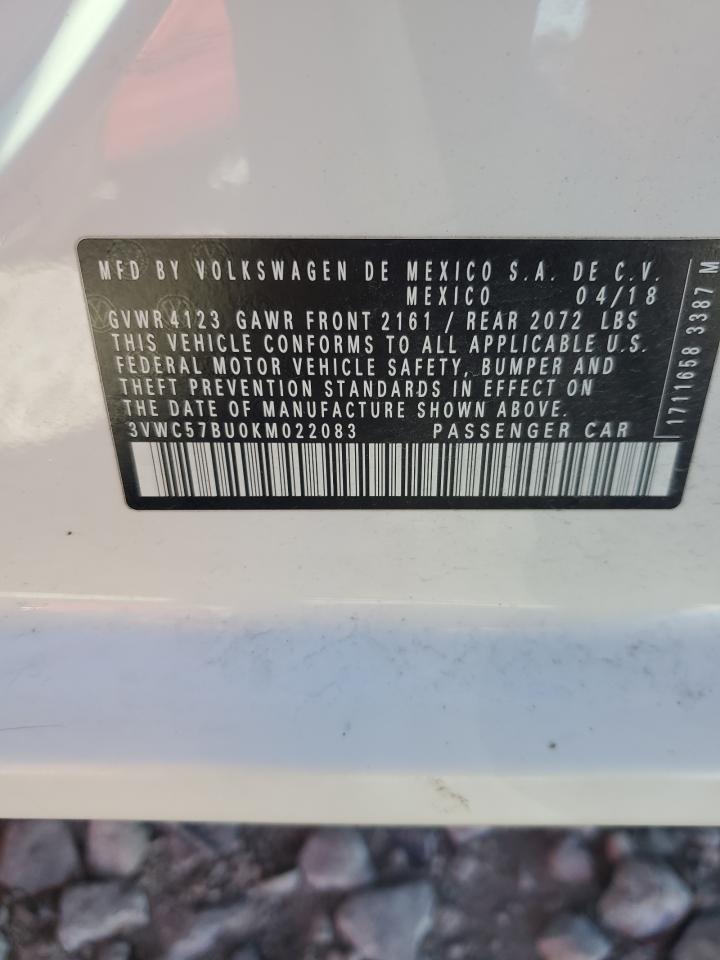 MFD BY VOLKSWAGEN DE MEXICO S.A. DE C.V.
MEXICO 04/18
GVWR 4123 GAWR FRONT 2161 / REAR 2072 LBS
THIS VEHICLE CONFORMS TO ALL APPLICABLE U.S.
FEDERAL MOTOR VEHICLE SAFETY, BUMPER AND
THEFT PREVENTION STANDARDS IN EFFECT ON
THE DATE OF MANUFACTURE SHOWN ABOVE.
3VWC57BU0KM022083 PASSENGER CAR
1711658 3387 M